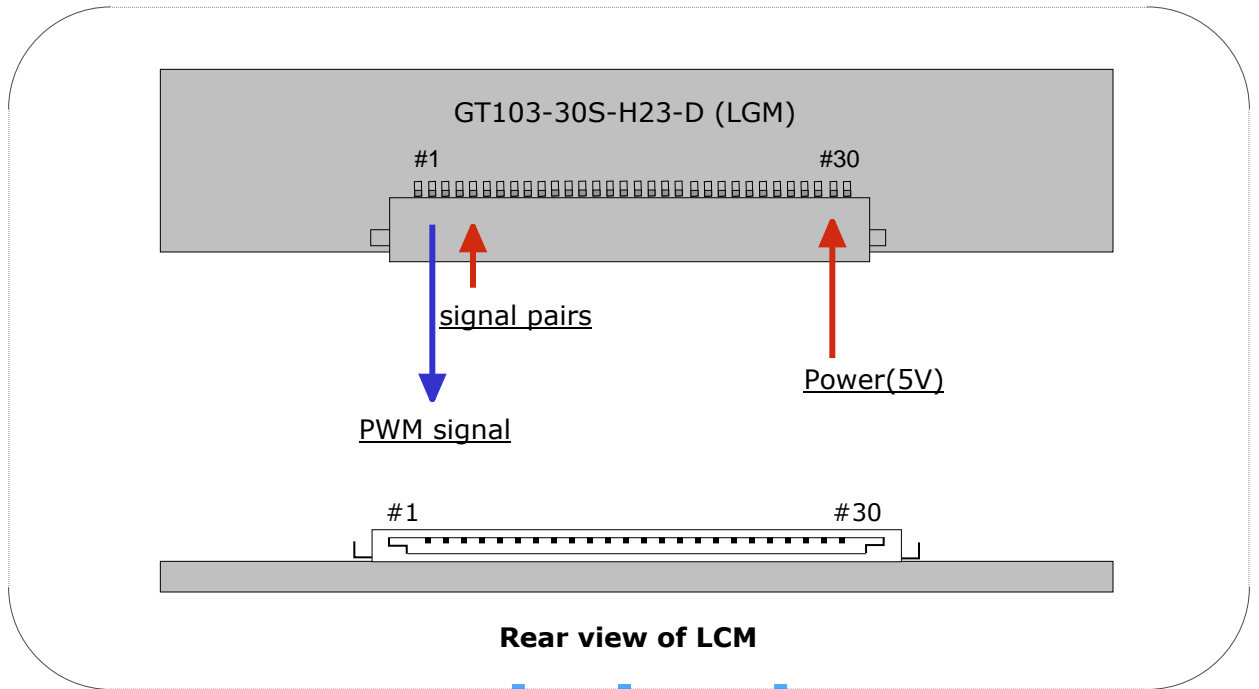 GT103-30S-H23-D (LGM)
#1 #30
signal pairs
Power(5V)
PWM signal
#1 #30
Rear view of LCM